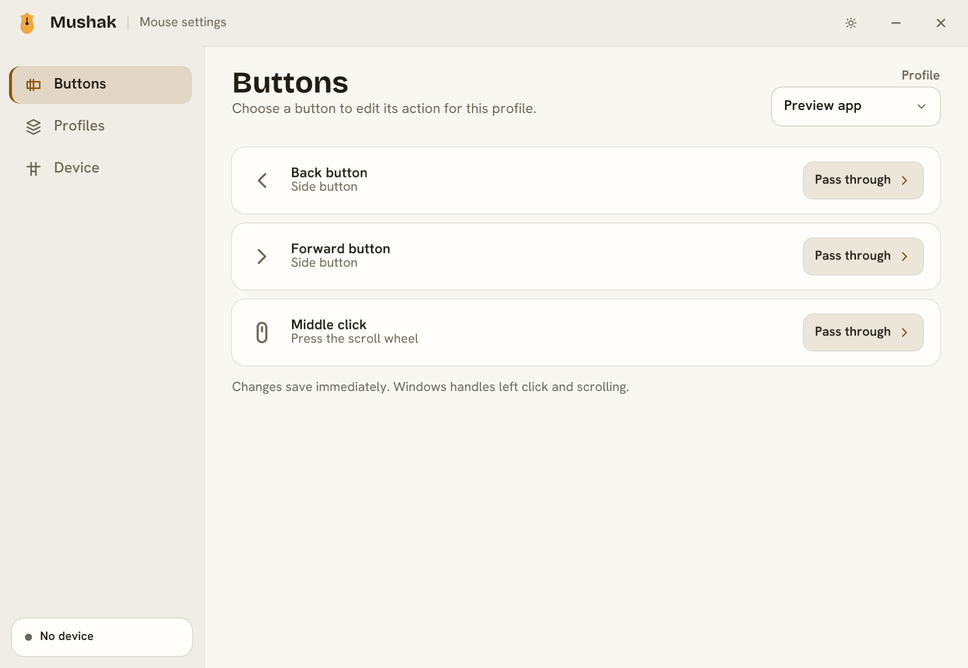 Mushak
Mouse settings
Buttons
Profiles
Device
No device
Buttons
Choose a button to edit its action for this profile.
Profile
Preview app
Back button
Side button
Pass through
Forward button
Side button
Pass through
Middle click
Press the scroll wheel
Pass through
Changes save immediately. Windows handles left click and scrolling.